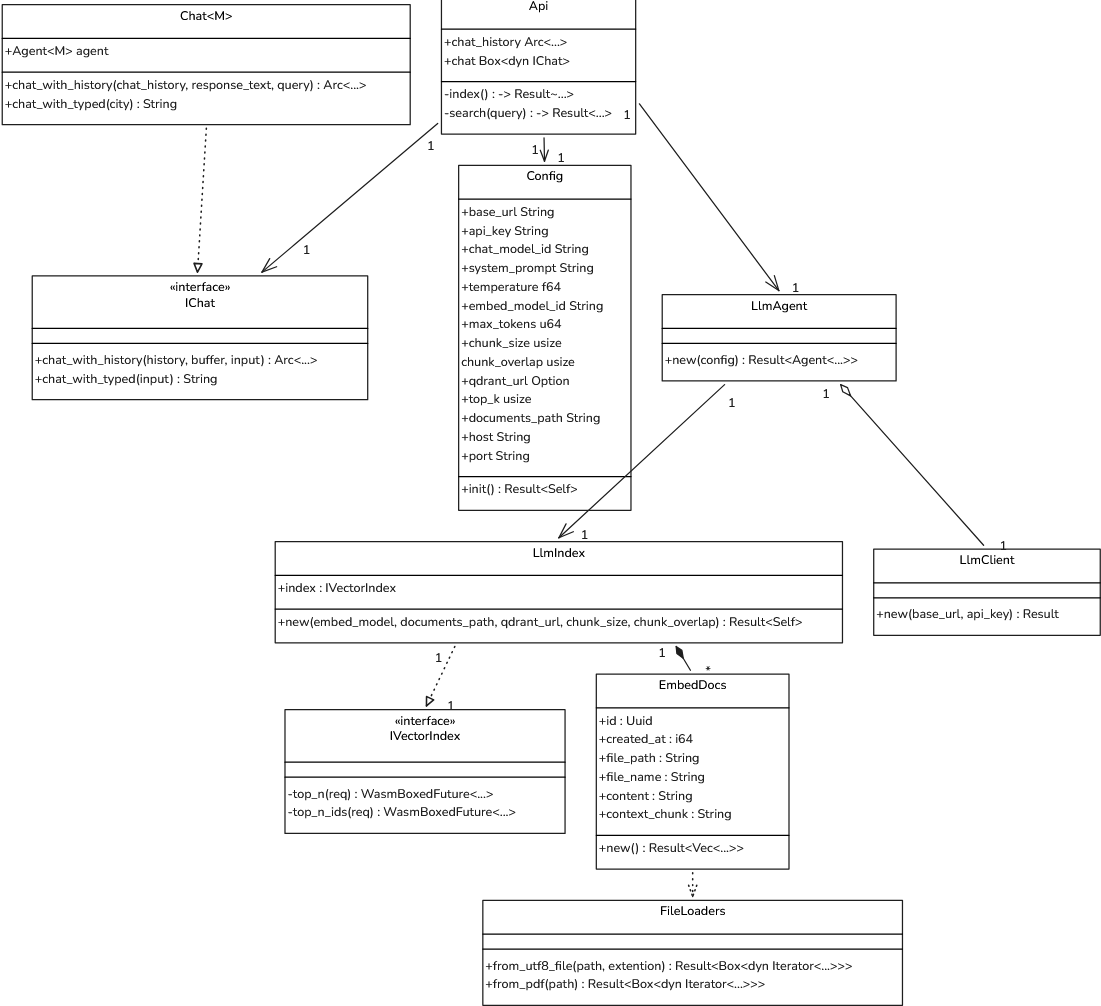 Chat<M>
+Agent<M> agent
+chat_with_history(chat_history, response_text, query) : Arc<...>
+chat_with_typed(city) : String
Api
+chat_history Arc<...>
+chat Box<dyn IChat>
-index() : -> Result~...>
-search(query) : -> Result<...>
1
1
1
1
1
Config
+base_url String
+api_key String
+chat_model_id String
+system_prompt String
+temperature f64
+embed_model_id String
+max_tokens u64
+chunk_size usize
chunk_overlap usize
+qdrant_url Option
+top_k usize
+documents_path String
+host String
+port String
+init() : Result<Self>
«interface»
IChat
+chat_with_history(history, buffer, input) : Arc<...>
+chat_with_typed(input) : String
1
LlmAgent
+new(config) : Result<Agent<...>>
1
1
1
1
LlmIndex
+index : IVectorIndex
+new(embed_model, documents_path, qdrant_url, chunk_size, chunk_overlap) : Result<Self>
LlmClient
+new(base_url, api_key) : Result
1
1
1
*
«interface»
IVectorIndex
-top_n(req) : WasmBoxedFuture<...>
-top_n_ids(req) : WasmBoxedFuture<...>
EmbedDocs
+id : Uuid
+created_at : i64
+file_path : String
+file_name : String
+content : String
+context_chunk : String
+new() : Result<Vec<...>>
FileLoaders
+from_utf8_file(path, extention) : Result<Box<dyn Iterator<...>>>
+from_pdf(path) : Result<Box<dyn Iterator<...>>>